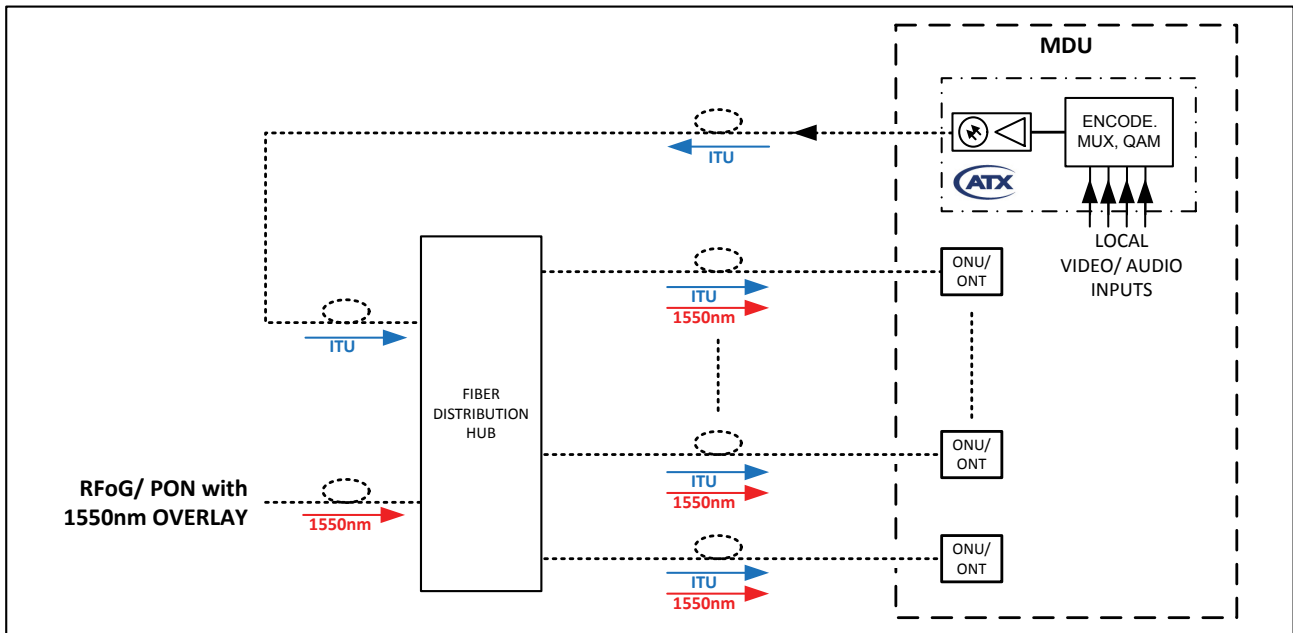 MDU
ENCODE.
MUX, QAM
ATX
LOCAL
VIDEO/ AUDIO
INPUTS
ITU
ITU
FIBER
DISTRIBUTION
HUB
RFoG/ PON with
1550nm OVERLAY
1550nm
ITU
1550nm
ONU/
ONT
ITU
1550nm
ONU/
ONT
ITU
1550nm
ONU/
ONT